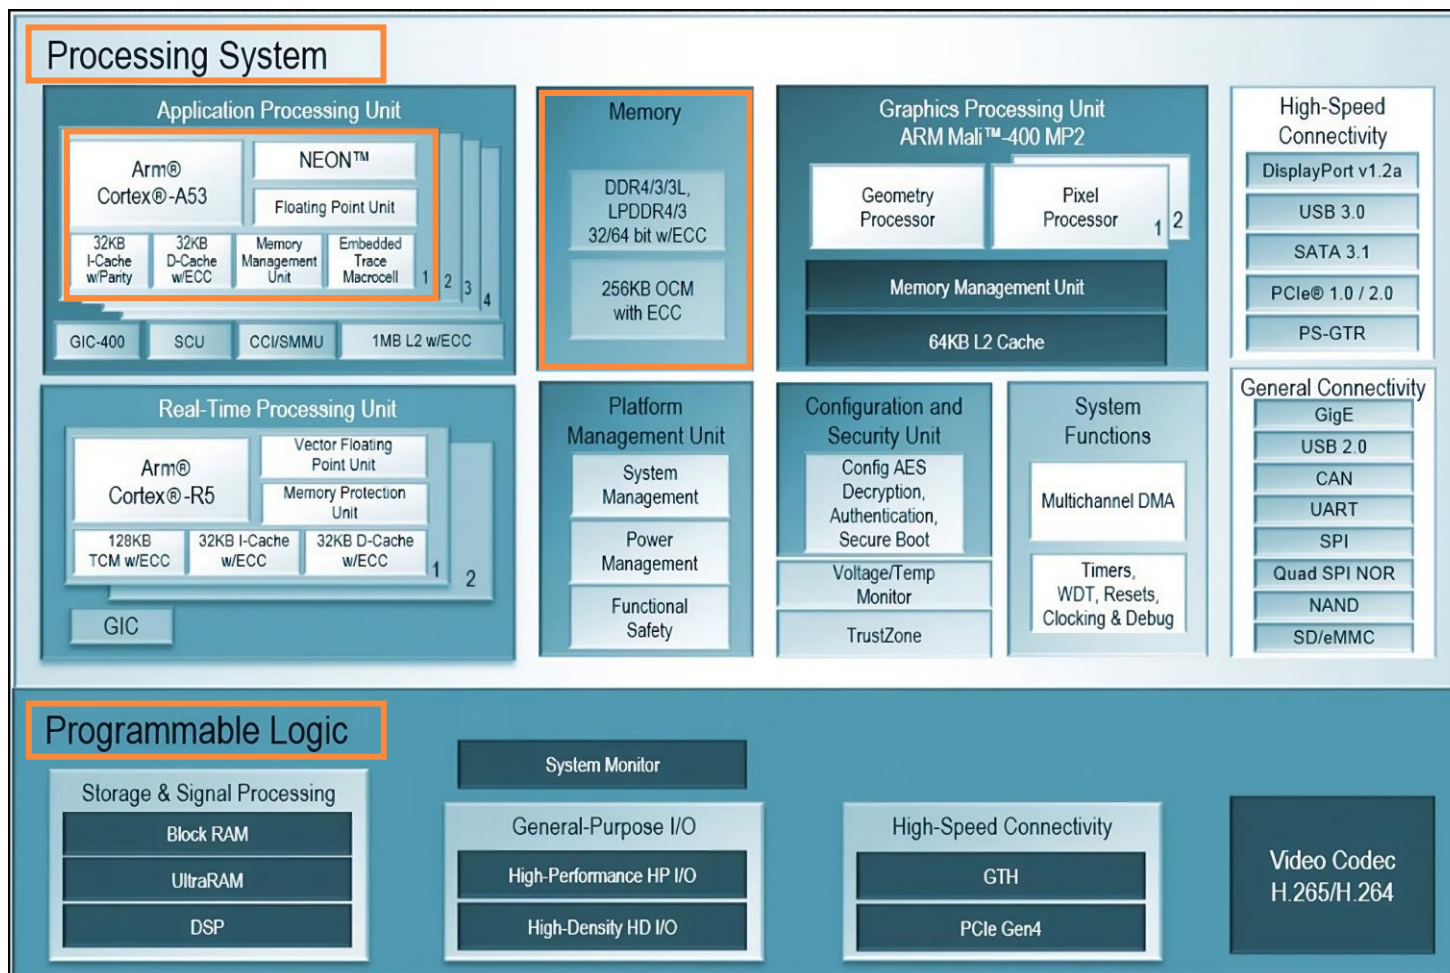 Processing System
Application Processing Unit
Arm®
Cortex®-A53
NEON™
Floating Point Unit
32KB
I-Cache
w/Parity
32KB
D-Cache
w/ECC
Memory
Management
Unit
Embedded
Trace
Macrocell
1
2
3
4
GIC-400
SCU
CCI/SMMU
1MB L2 w/ECC
Memory
DDR4/3/3L,
LPDDR4/3
32/64 bit w/ECC
256KB OCM
with ECC
Graphics Processing Unit
ARM Mali™-400 MP2
Geometry
Processor
Pixel
Processor
1
2
Memory Management Unit
64KB L2 Cache
High-Speed
Connectivity
DisplayPort v1.2a
USB 3.0
SATA 3.1
PCIe® 1.0 / 2.0
PS-GTR
Real-Time Processing Unit
Arm®
Cortex®-R5
Vector Floating
Point Unit
Memory Protection
Unit
128KB
TCM w/ECC
32KB I-Cache
w/ECC
32KB D-Cache
w/ECC
1
2
GIC
Platform
Management Unit
System
Management
Power
Management
Functional
Safety
Configuration and
Security Unit
Config AES
Decryption,
Authentication,
Secure Boot
Voltage/Temp
Monitor
TrustZone
System
Functions
Multichannel DMA
Timers,
WDT, Resets,
Clocking & Debug
General Connectivity
GigE
USB 2.0
CAN
UART
SPI
Quad SPI NOR
NAND
SD/eMMC
Programmable Logic
Storage & Signal Processing
Block RAM
UltraRAM
DSP
System Monitor
General-Purpose I/O
High-Performance HP I/O
High-Density HD I/O
High-Speed Connectivity
GTH
PCIe Gen4
Video Codec
H.265/H.264